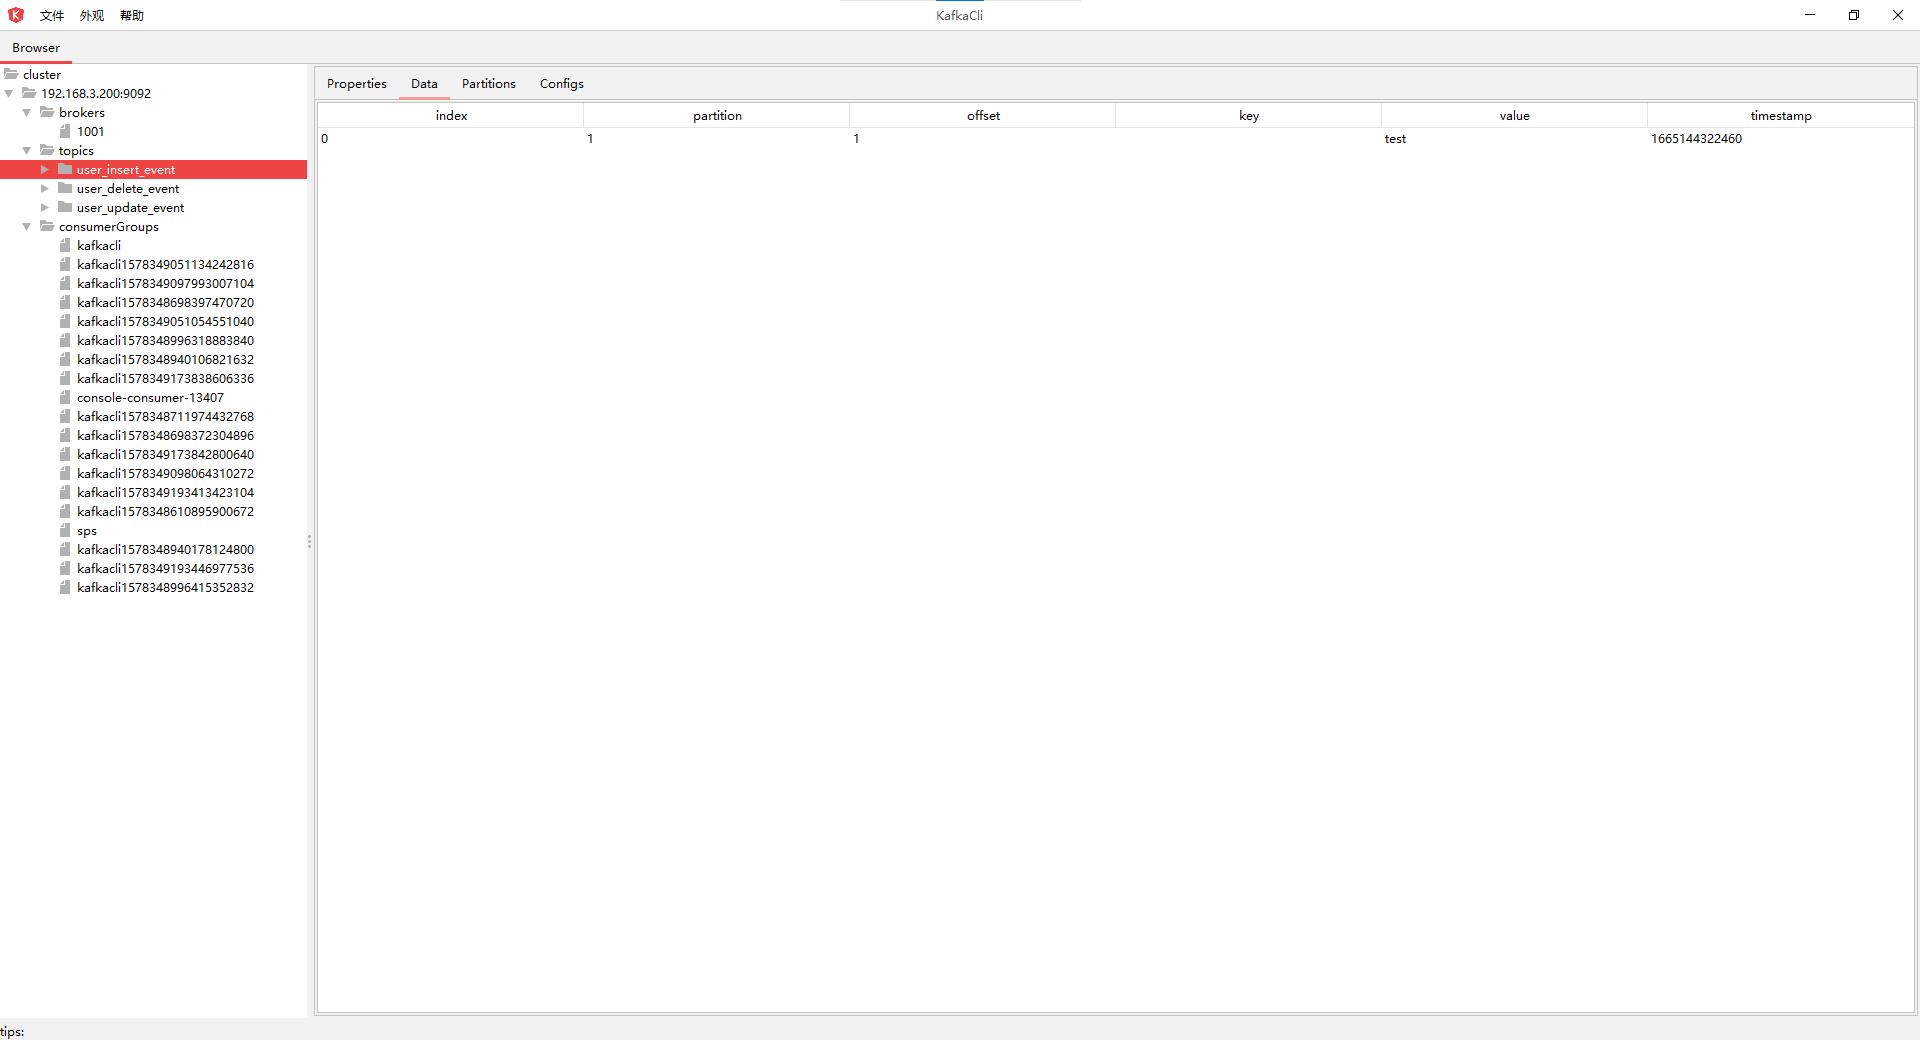 文件 外观 帮助 KafkaCli
Browser
cluster
192.168.3.200:9092
brokers
1001
topics
user_insert_event
user_delete_event
user_update_event
consumerGroups
kafkacli
kafkacli1578349051134242816
kafkacli1578349097993007104
kafkacli1578348698397470720
kafkacli1578349051054551040
kafkacli1578348996318883840
kafkacli1578348940106821632
kafkacli1578349173838606336
console-consumer-13407
kafkacli1578348711974432768
kafkacli1578348698372304896
kafkacli1578349173842800640
kafkacli1578349098064310272
kafkacli1578349193413423104
kafkacli1578348610895900672
sps
kafkacli1578348940178124800
kafkacli1578349193446977536
kafkacli1578348996415352832
Properties Data Partitions Configs
index partition offset key value timestamp
0 1 1 test 1665144322460
tips: